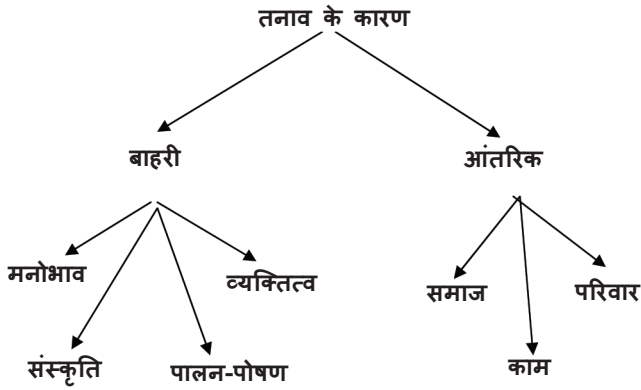 तनाव के कारण
बाहरी
आंतरिक
मनोभाव
व्यक्तित्व
समाज
परिवार
संस्कृति
पालन-पोषण
काम